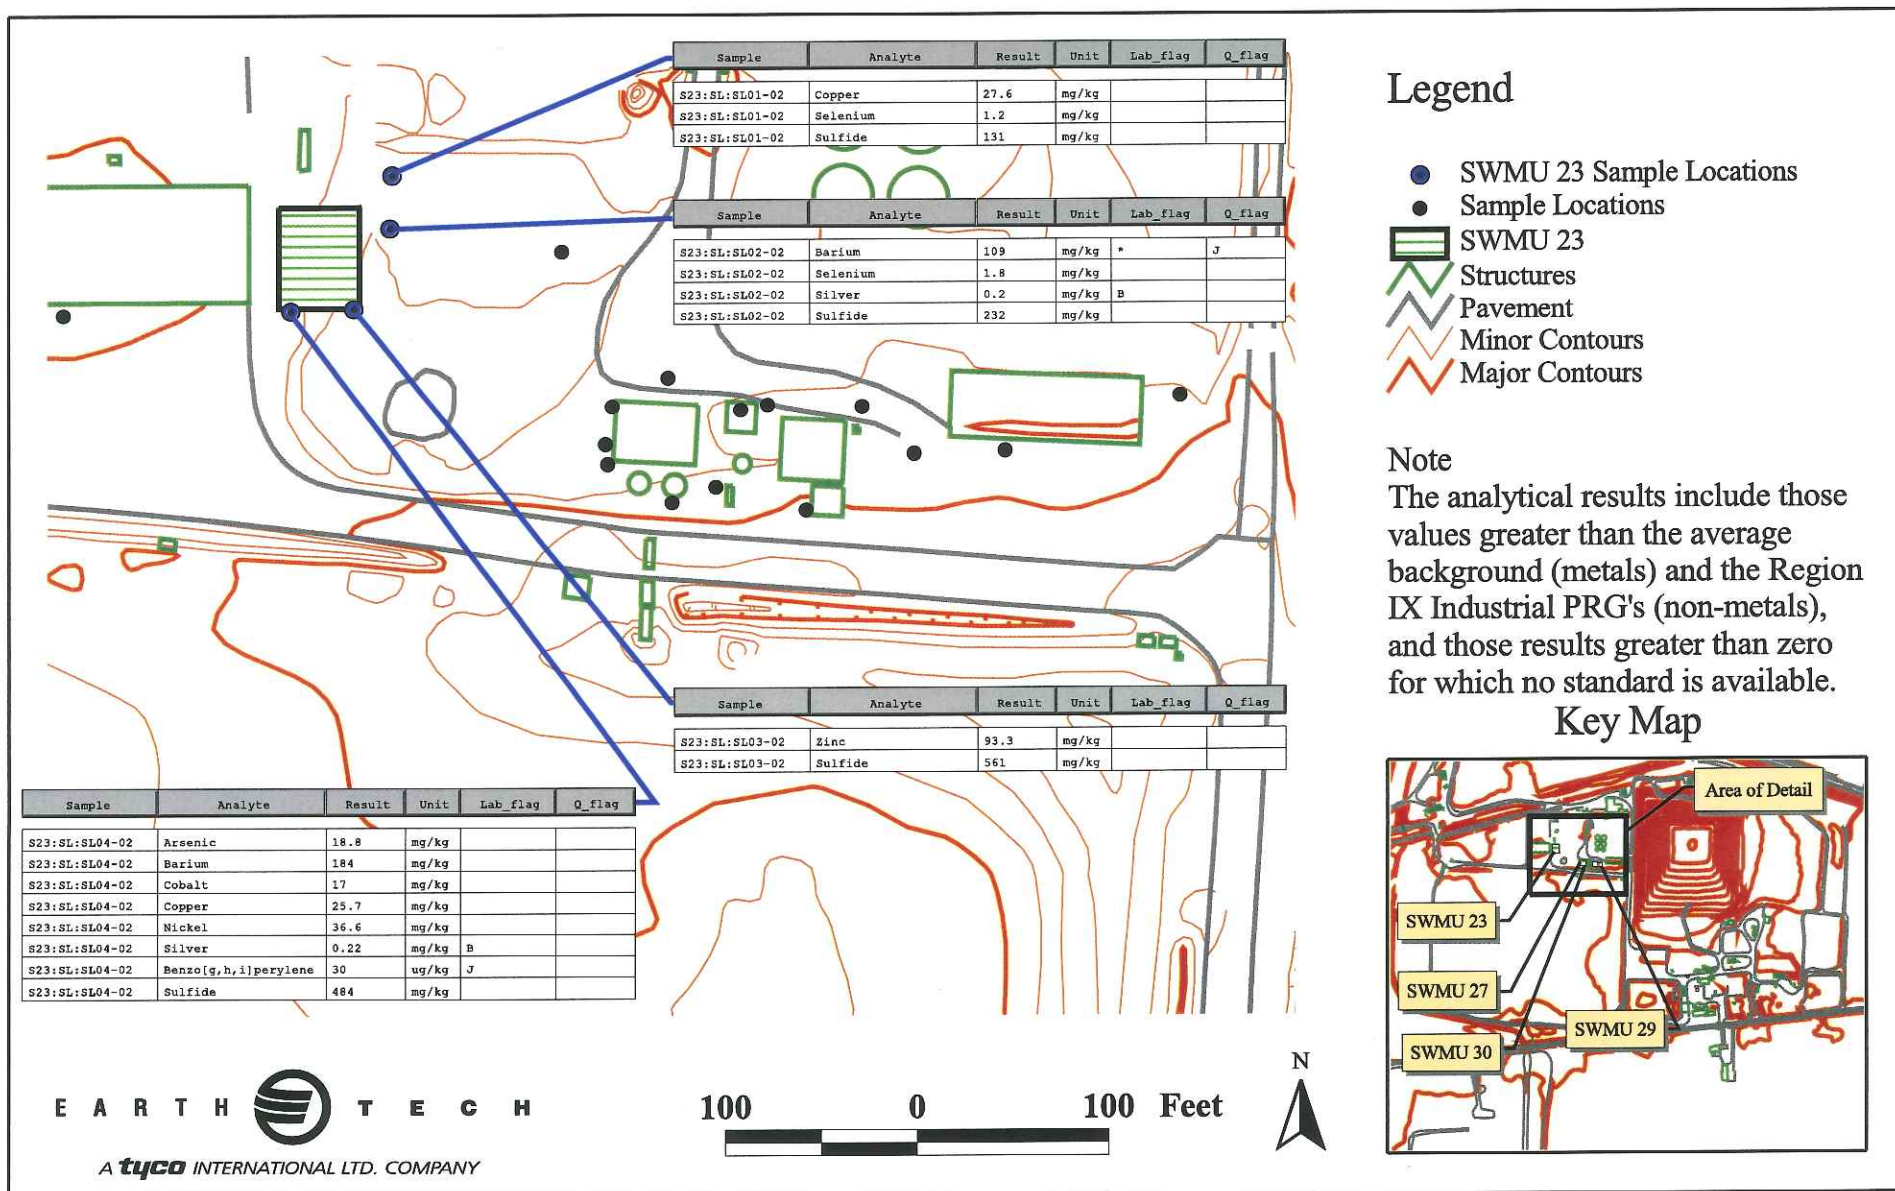 Sample Analyte Result Unit Lab_flag Q_flag
S23:SL:SL01-02 Copper 27.6 mg/kg
S23:SL:SL01-02 Selenium 1.2 mg/kg
S23:SL:SL01-02 Sulfide 131 mg/kg
Sample Analyte Result Unit Lab_flag Q_flag
S23:SL:SL02-02 Barium 109 mg/kg * J
S23:SL:SL02-02 Selenium 1.8 mg/kg
S23:SL:SL02-02 Silver 0.2 mg/kg B
S23:SL:SL02-02 Sulfide 232 mg/kg
Sample Analyte Result Unit Lab_flag Q_flag
S23:SL:SL03-02 Zinc 93.3 mg/kg
S23:SL:SL03-02 Sulfide 561 mg/kg
Sample Analyte Result Unit Lab_flag Q_flag
S23:SL:SL04-02 Arsenic 18.8 mg/kg
S23:SL:SL04-02 Barium 184 mg/kg
S23:SL:SL04-02 Cobalt 17 mg/kg
S23:SL:SL04-02 Copper 25.7 mg/kg
S23:SL:SL04-02 Nickel 36.6 mg/kg
S23:SL:SL04-02 Silver 0.22 mg/kg B
S23:SL:SL04-02 Benzo[g,h,i]perylene 30 ug/kg J
S23:SL:SL04-02 Sulfide 484 mg/kg
Legend
SWMU 23 Sample Locations
Sample Locations
SWMU 23
Structures
Pavement
Minor Contours
Major Contours
Note
The analytical results include those
values greater than the average
background (metals) and the Region
IX Industrial PRG's (non-metals),
and those results greater than zero
for which no standard is available.
Key Map
Area of Detail
SWMU 23
SWMU 27
SWMU 29
SWMU 30
EARTH TECH
A tyco INTERNATIONAL LTD. COMPANY
100 0 100 Feet
N